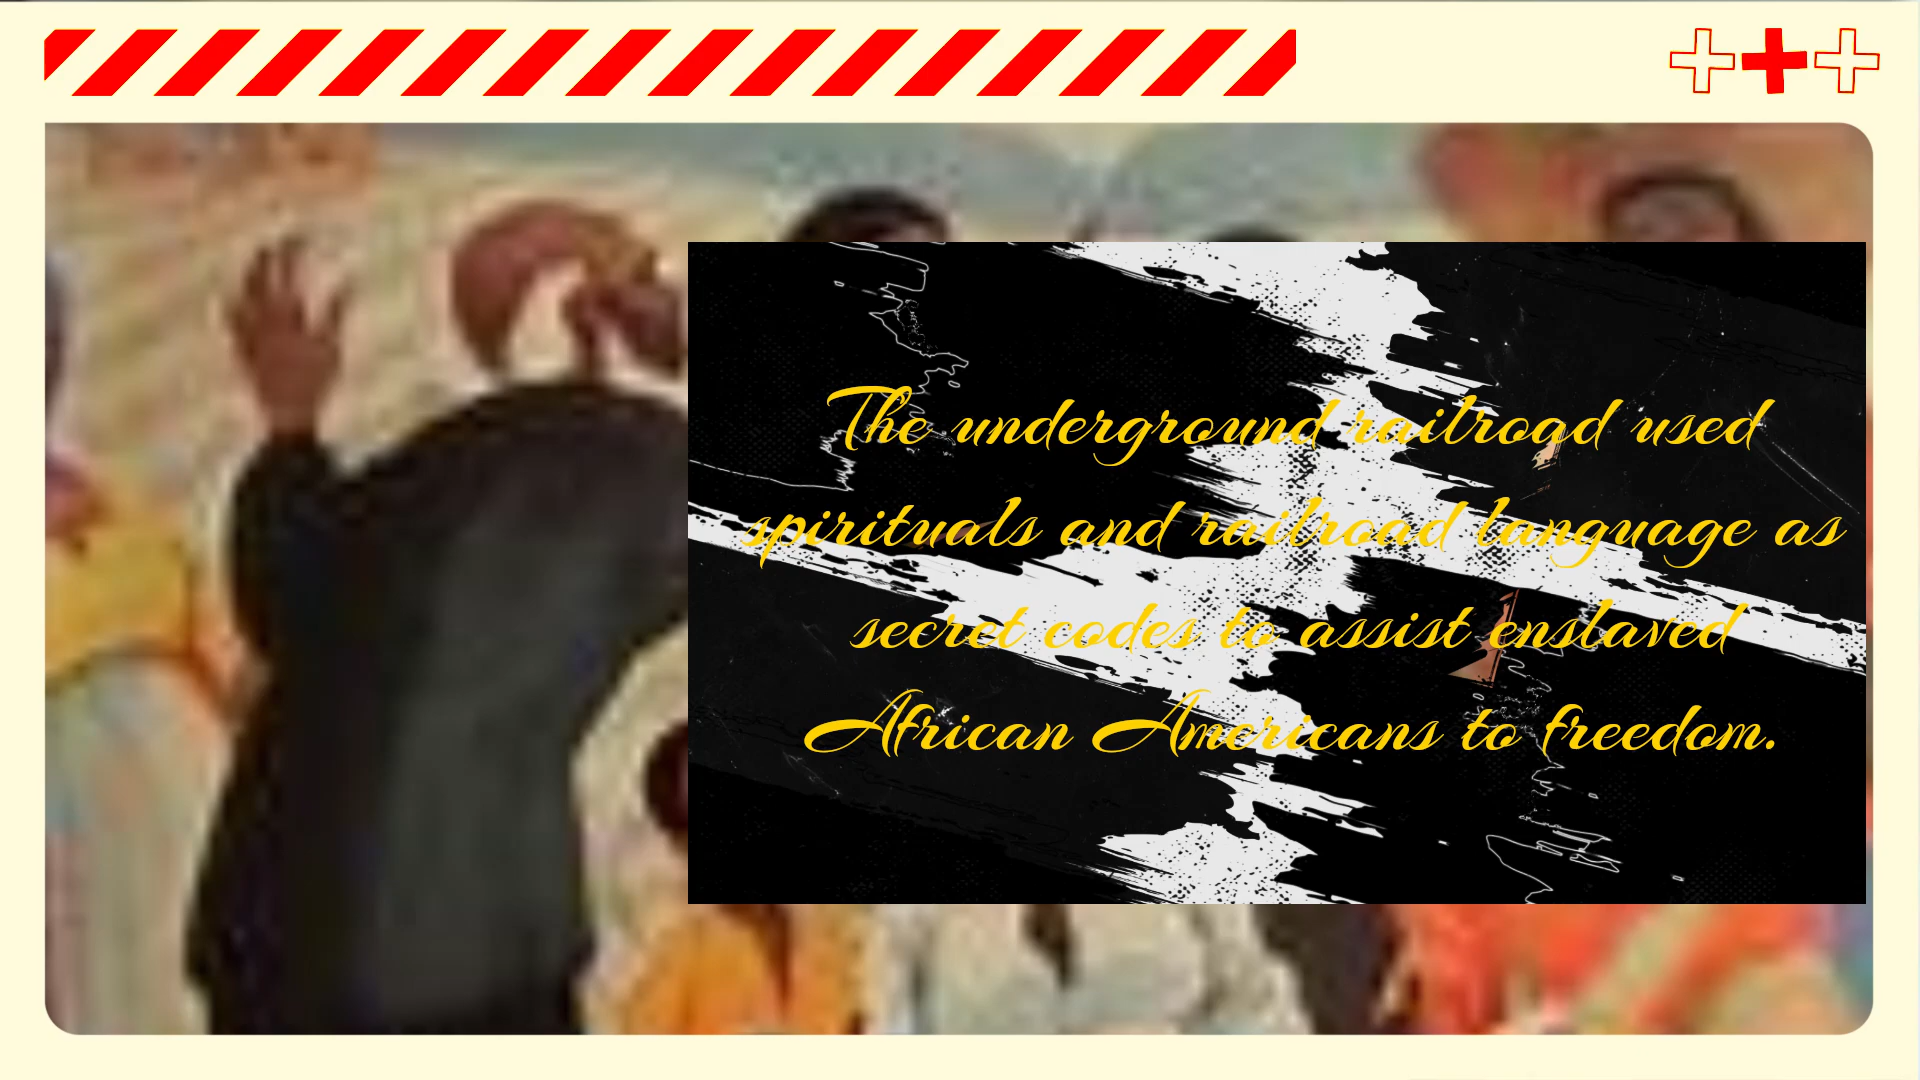 The underground railroad used
spirituals and railroad language as
secret codes to assist enslaved
African Americans to freedom.